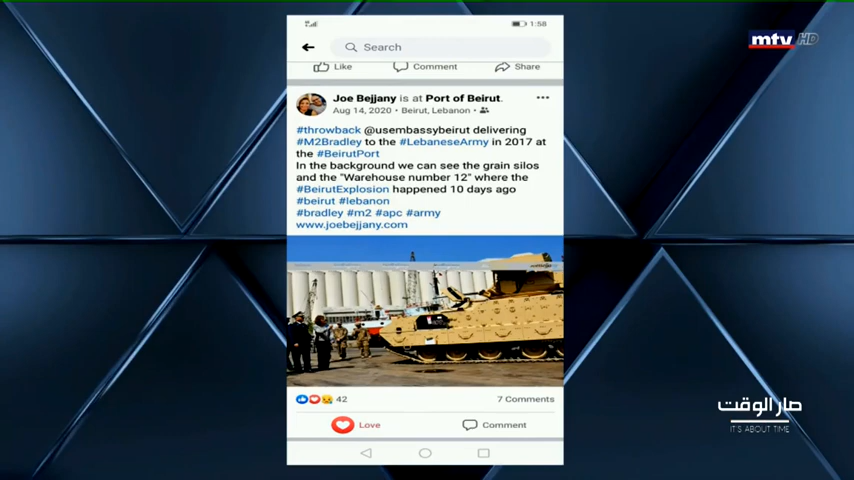 1:58
Search
Like Comment Share
Joe Bejjany is at Port of Beirut.
Aug 14, 2020 • Beirut, Lebanon •
#throwback @usembassybeirut delivering
#M2Bradley to the #LebaneseArmy in 2017 at
the #BeirutPort
In the background we can see the grain silos
and the "Warehouse number 12" where the
#BeirutExplosion happened 10 days ago
#beirut #lebanon
#bradley #m2 #apc #army
www.joebejjany.com
42 7 Comments
Love Comment
mtv HD
صار الوقت
IT'S ABOUT TIME